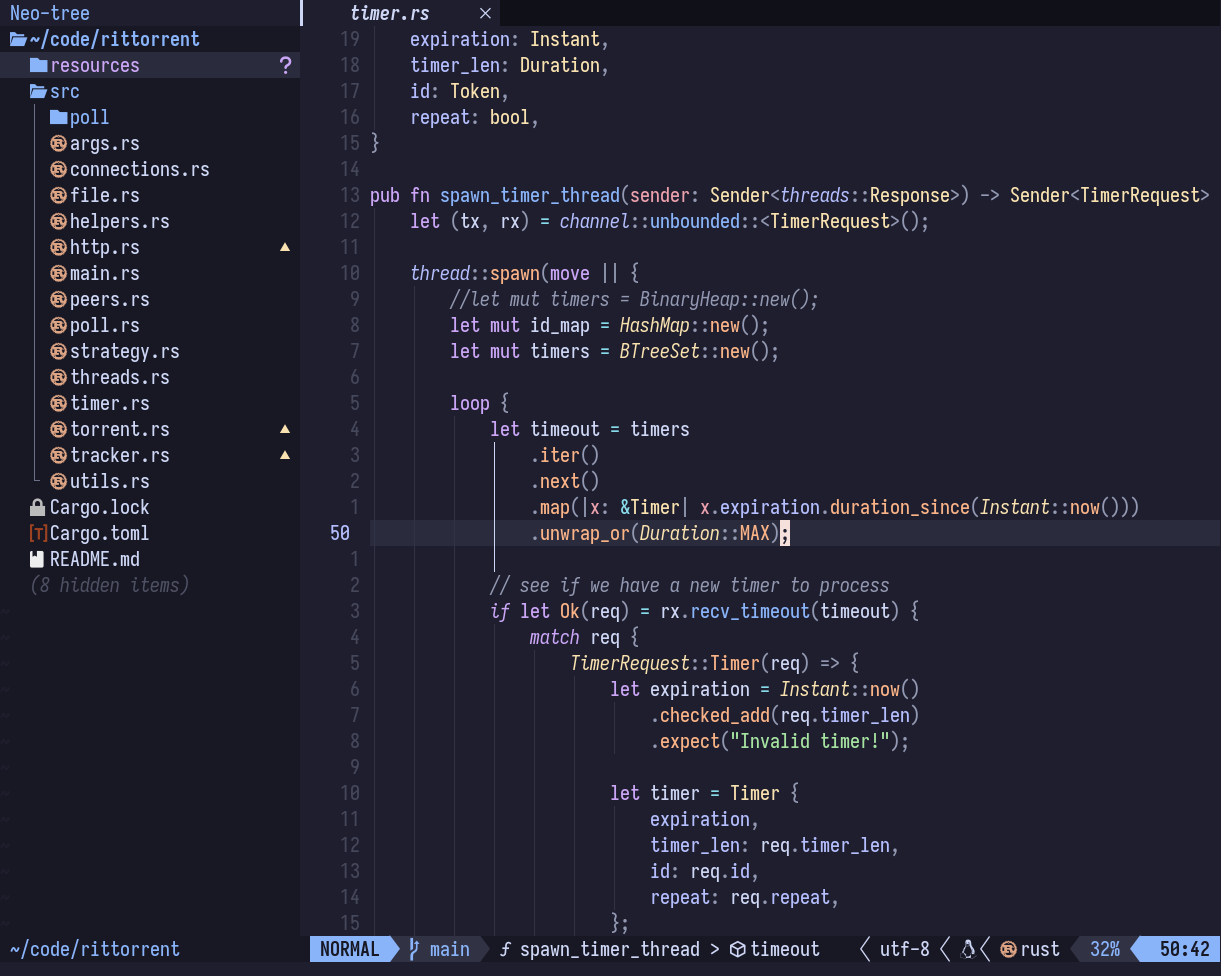 Neo-tree
~/code/rittorrent
resources ?
src
poll
args.rs
connections.rs
file.rs
helpers.rs
http.rs
main.rs
peers.rs
poll.rs
strategy.rs
threads.rs
timer.rs
torrent.rs
tracker.rs
utils.rs
Cargo.lock
[T] Cargo.toml
README.md
(8 hidden items)
~/code/rittorrent
timer.rs ×
19     expiration: Instant,
18     timer_len: Duration,
17     id: Token,
16     repeat: bool,
15 }
14
13 pub fn spawn_timer_thread(sender: Sender<threads::Response>) -> Sender<TimerRequest>
12     let (tx, rx) = channel::unbounded::<TimerRequest>();
11
10     thread::spawn(move || {
9         //let mut timers = BinaryHeap::new();
8         let mut id_map = HashMap::new();
7         let mut timers = BTreeSet::new();
6
5         loop {
4             let timeout = timers
3                 .iter()
2                 .next()
1                 .map(|x: &Timer| x.expiration.duration_since(Instant::now()))
50                 .unwrap_or(Duration::MAX);
1
2             // see if we have a new timer to process
3             if let Ok(req) = rx.recv_timeout(timeout) {
4                 match req {
5                     TimerRequest::Timer(req) => {
6                         let expiration = Instant::now()
7                             .checked_add(req.timer_len)
8                             .expect("Invalid timer!");
9
10                         let timer = Timer {
11                             expiration,
12                             timer_len: req.timer_len,
13                             id: req.id,
14                             repeat: req.repeat,
15                         };
NORMAL main ƒ spawn_timer_thread > timeout utf-8 rust 32% 50:42